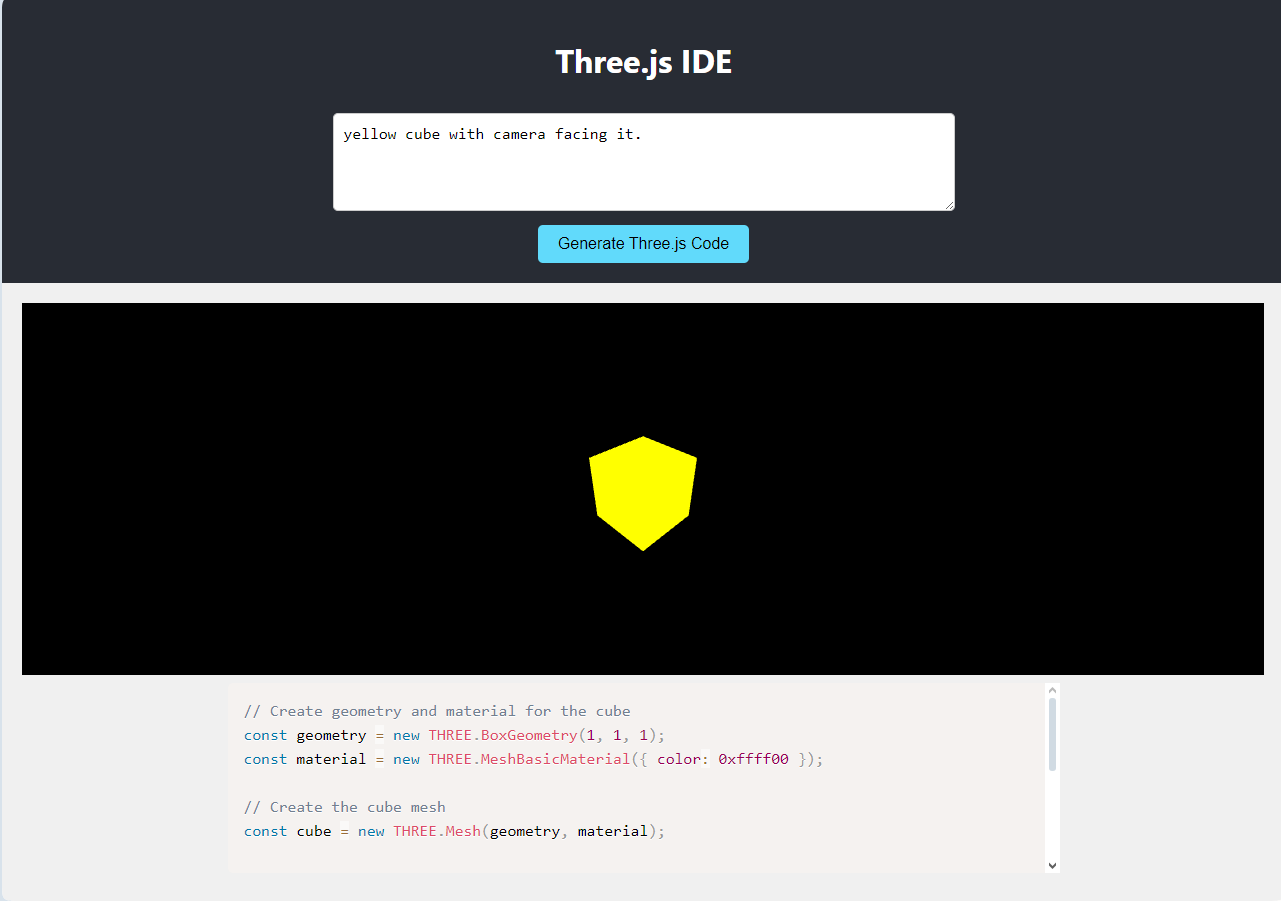 Three.js IDE
yellow cube with camera facing it.
Generate Three.js Code
// Create geometry and material for the cube
const geometry = new THREE.BoxGeometry(1, 1, 1);
const material = new THREE.MeshBasicMaterial({ color: 0xffff00 });
// Create the cube mesh
const cube = new THREE.Mesh(geometry, material);